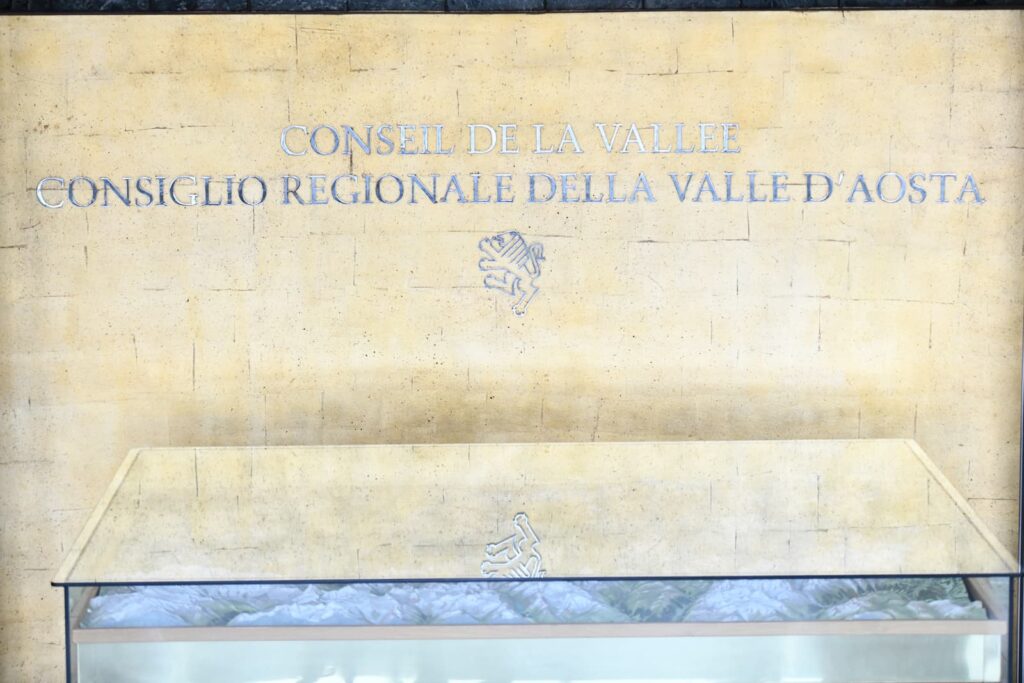 CONSEIL DE LA VALLEE
CONSIGLIO REGIONALE DELLA VALLE D'AOSTA